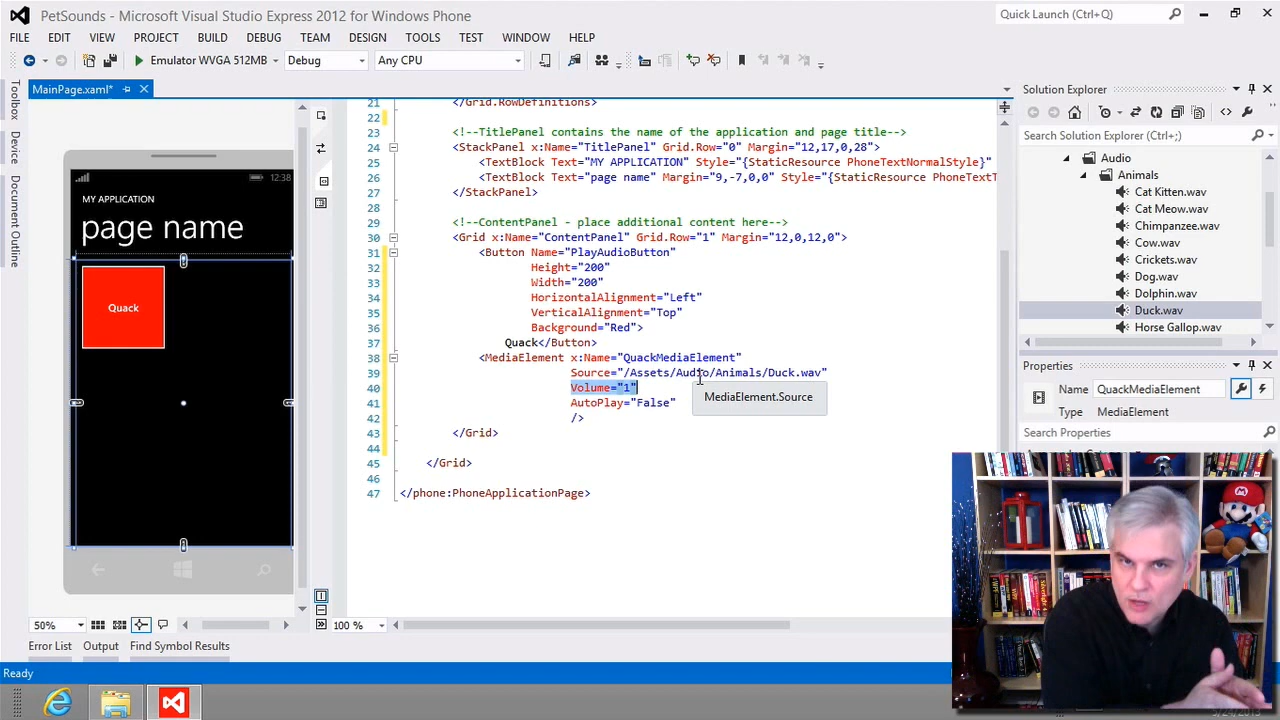 PetSounds - Microsoft Visual Studio Express 2012 for Windows Phone
Quick Launch (Ctrl+Q)
FILE EDIT VIEW PROJECT BUILD DEBUG TEAM DESIGN TOOLS TEST WINDOW HELP
Emulator WVGA 512MB Debug Any CPU
MainPage.xaml*
Toolbox
Device
Document Outline
12:38
MY APPLICATION
page name
Quack
21 </Grid.RowDefinitions>
22
23 <!--TitlePanel contains the name of the application and page title-->
24 <StackPanel x:Name="TitlePanel" Grid.Row="0" Margin="12,17,0,28">
25 <TextBlock Text="MY APPLICATION" Style="{StaticResource PhoneTextNormalStyle}"
26 <TextBlock Text="page name" Margin="9,-7,0,0" Style="{StaticResource PhoneTextT
27 </StackPanel>
28
29 <!--ContentPanel - place additional content here-->
30 <Grid x:Name="ContentPanel" Grid.Row="1" Margin="12,0,12,0">
31 <Button Name="PlayAudioButton"
32 Height="200"
33 Width="200"
34 HorizontalAlignment="Left"
35 VerticalAlignment="Top"
36 Background="Red">
37 Quack</Button>
38 <MediaElement x:Name="QuackMediaElement"
39 Source="/Assets/Audio/Animals/Duck.wav"
40 Volume="1"
41 AutoPlay="False"
42 />
43 </Grid>
44
45 </Grid>
46
47 </phone:PhoneApplicationPage>
MediaElement.Source
50%
100 %
Error List Output Find Symbol Results
Ready
Solution Explorer
Search Solution Explorer (Ctrl+;)
Audio
Animals
Cat Kitten.wav
Cat Meow.wav
Chimpanzee.wav
Cow.wav
Crickets.wav
Dog.wav
Dolphin.wav
Duck.wav
Horse Gallop.wav
Properties
Name QuackMediaElement
Type MediaElement
Search Properties